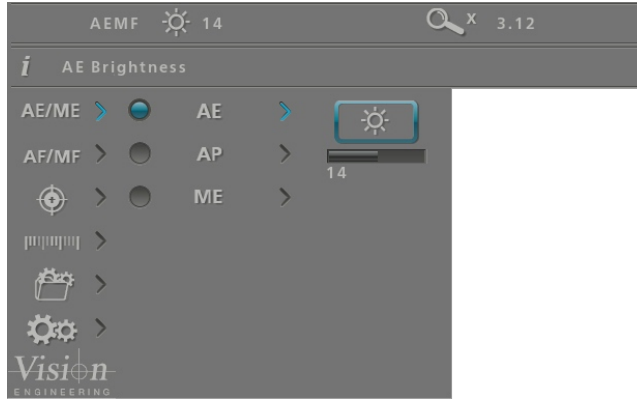 AEMF 14 X 3.12
i AE Brightness
AE/ME AE
AF/MF AP
14
ME
Vision
ENGINEERING